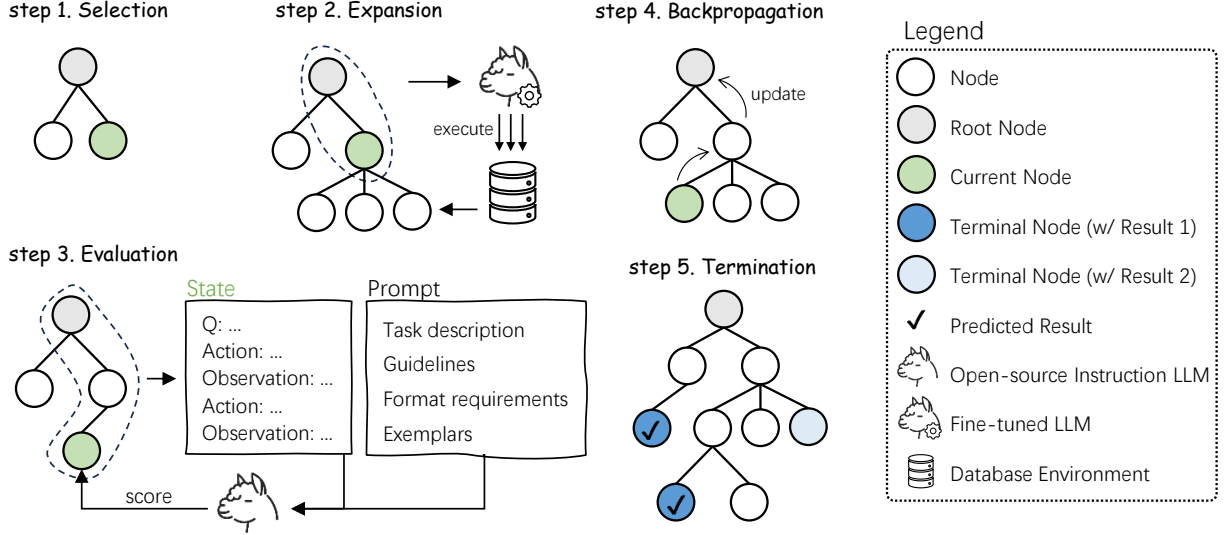 step 1. Selection
step 2. Expansion
execute
step 3. Evaluation
State
Q: ...
Action: ...
Observation: ...
Action: ...
Observation: ...
Prompt
Task description
Guidelines
Format requirements
Exemplars
score
step 4. Backpropagation
update
step 5. Termination
Legend
Node
Root Node
Current Node
Terminal Node (w/ Result 1)
Terminal Node (w/ Result 2)
Predicted Result
Open-source Instruction LLM
Fine-tuned LLM
Database Environment